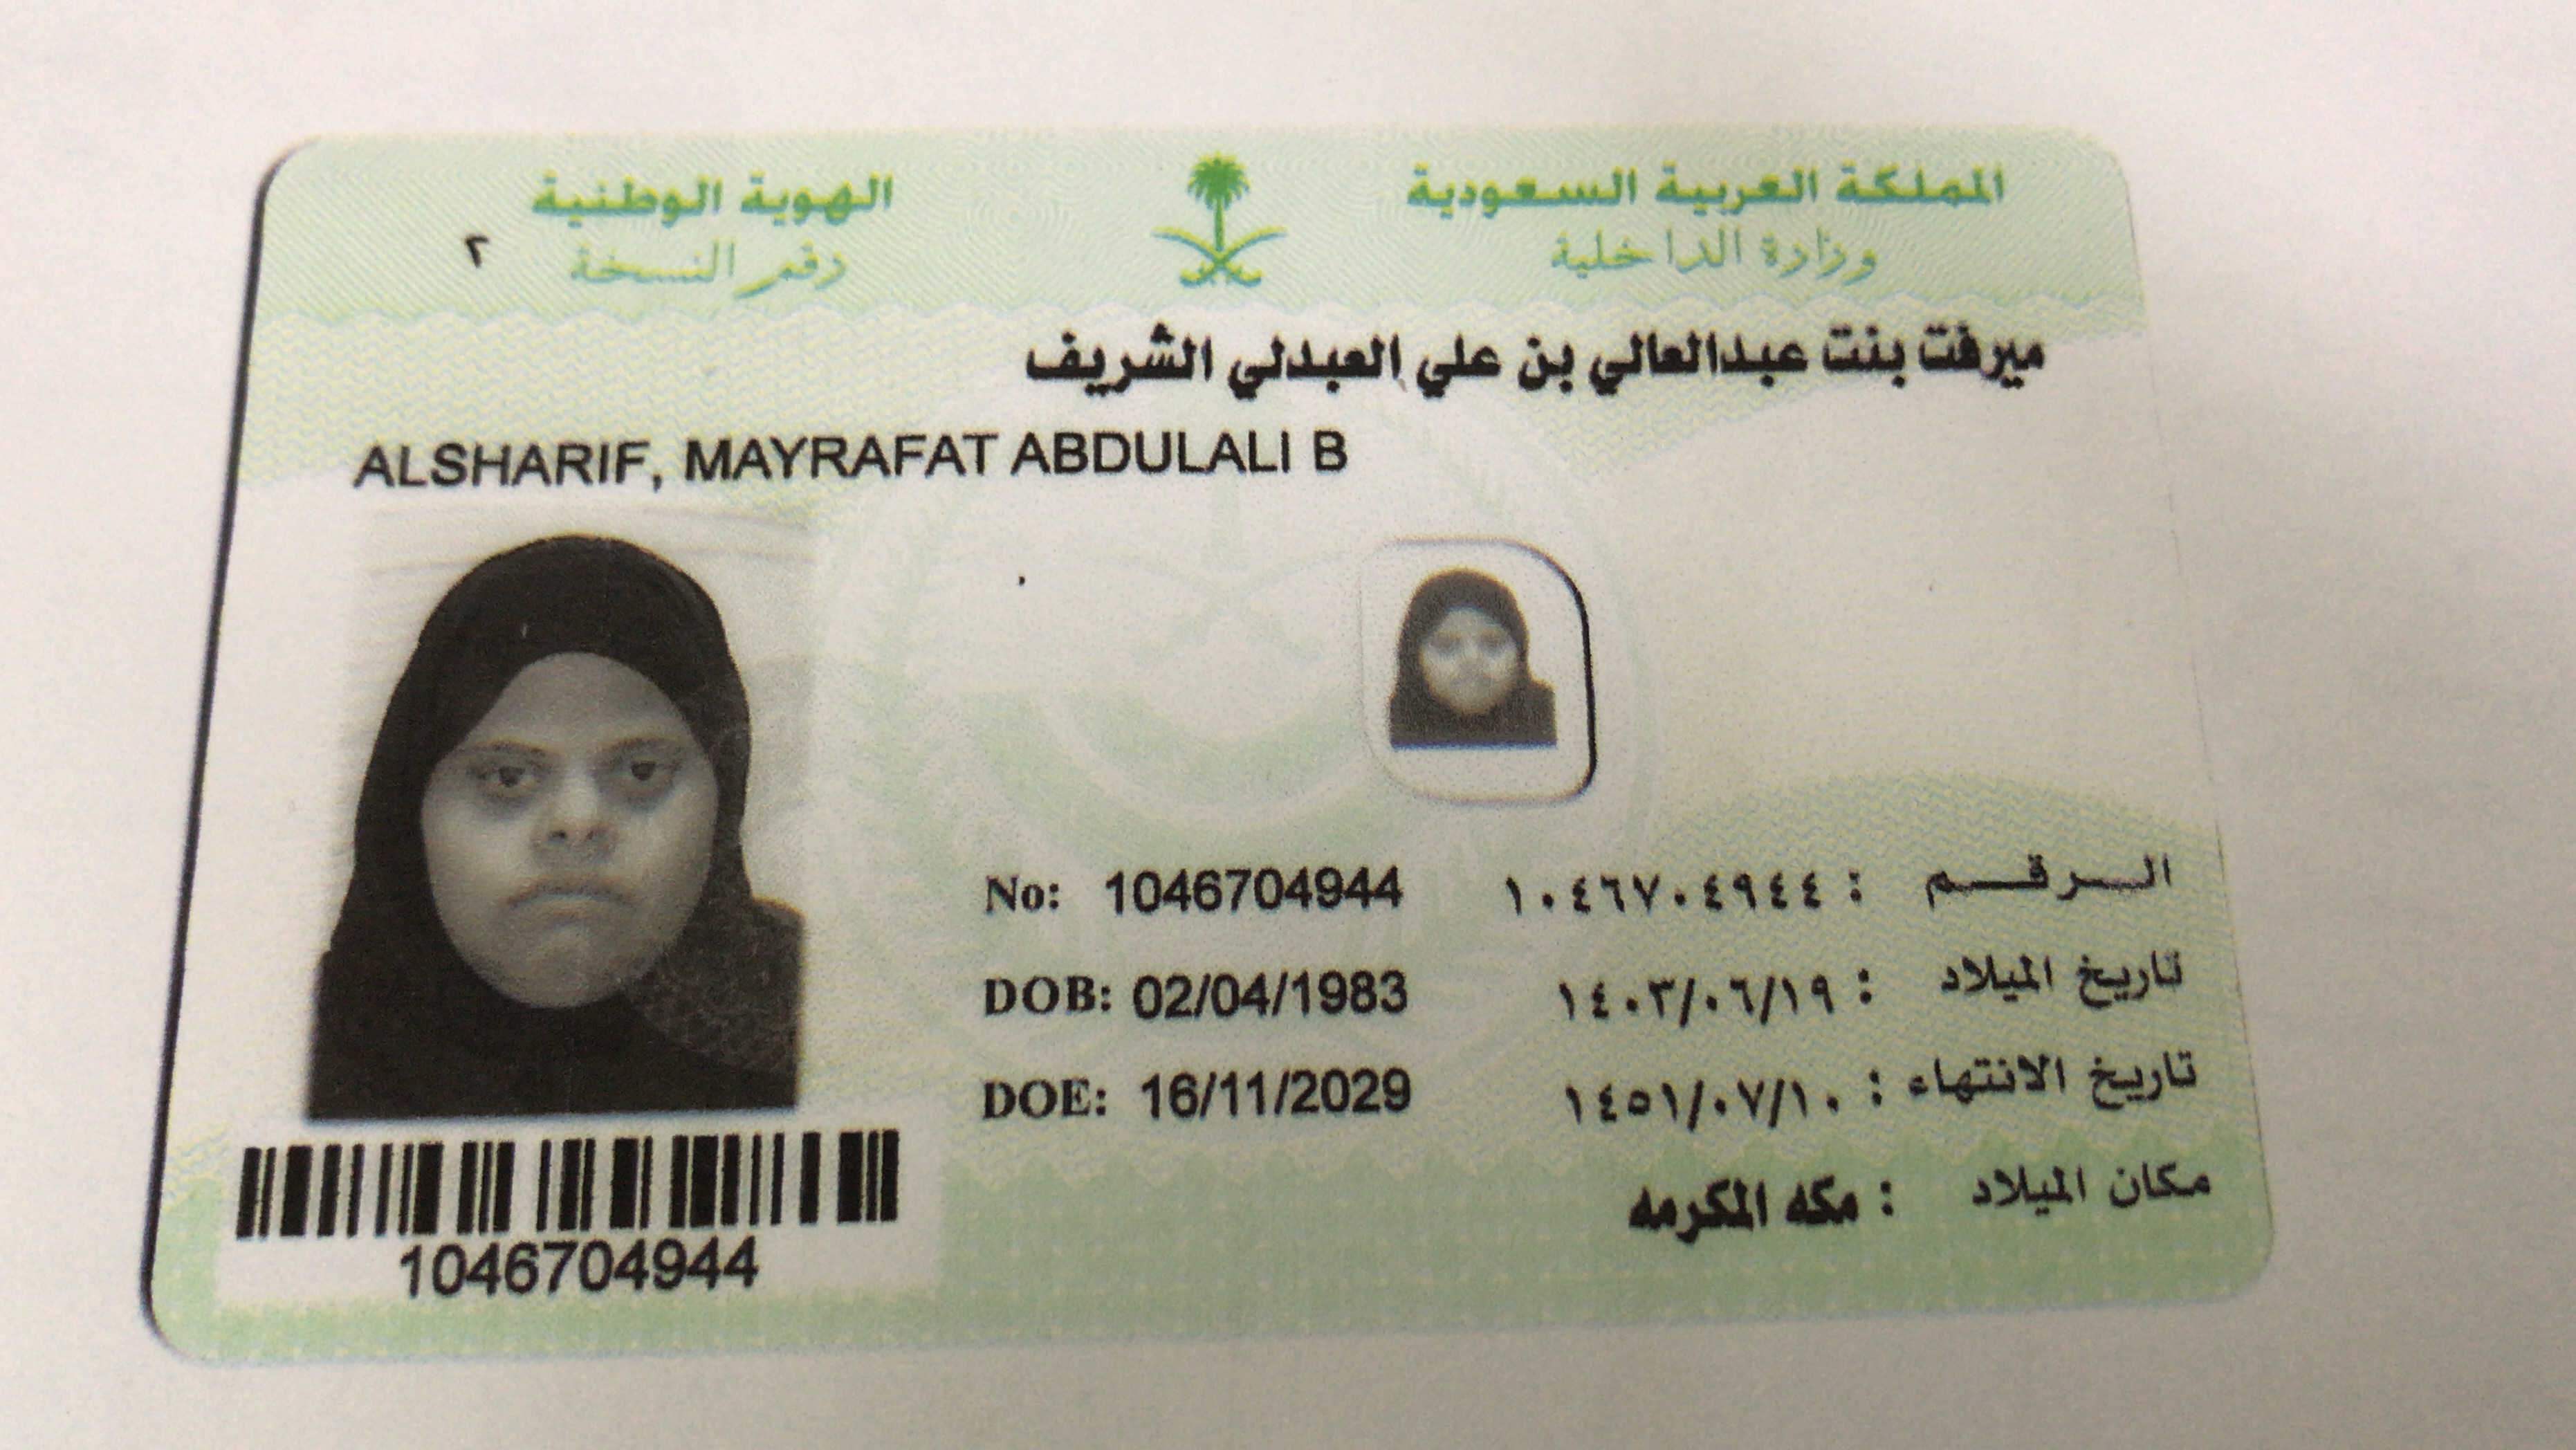 المملكة العربية السعودية
وزارة الداخلية
الهوية الوطنية
رقم النسخة ٢
ميرفت بنت عبدالعالي بن علي العبدلي الشريف
ALSHARIF, MAYRAFAT ABDULALI B
الرقم : ١٠٤٦٧٠٤٩٤٤
No: 1046704944
تاريخ الميلاد : ١٤٠٣/٠٦/١٩
DOB: 02/04/1983
تاريخ الانتهاء : ١٤٥١/٠٧/١٠
DOE: 16/11/2029
مكان الميلاد : مكه المكرمه
1046704944